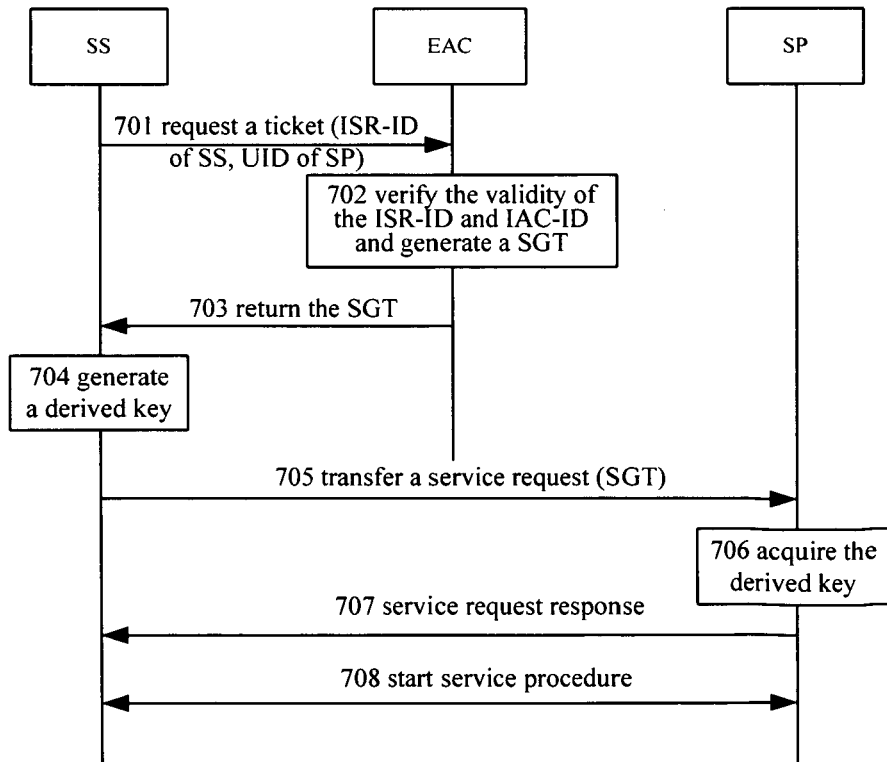 SS
EAC
SP
701 request a ticket (ISR-ID
of SS, UID of SP)
702 verify the validity of
the ISR-ID and IAC-ID
and generate a SGT
703 return the SGT
704 generate
a derived key
705 transfer a service request (SGT)
706 acquire the
derived key
707 service request response
708 start service procedure